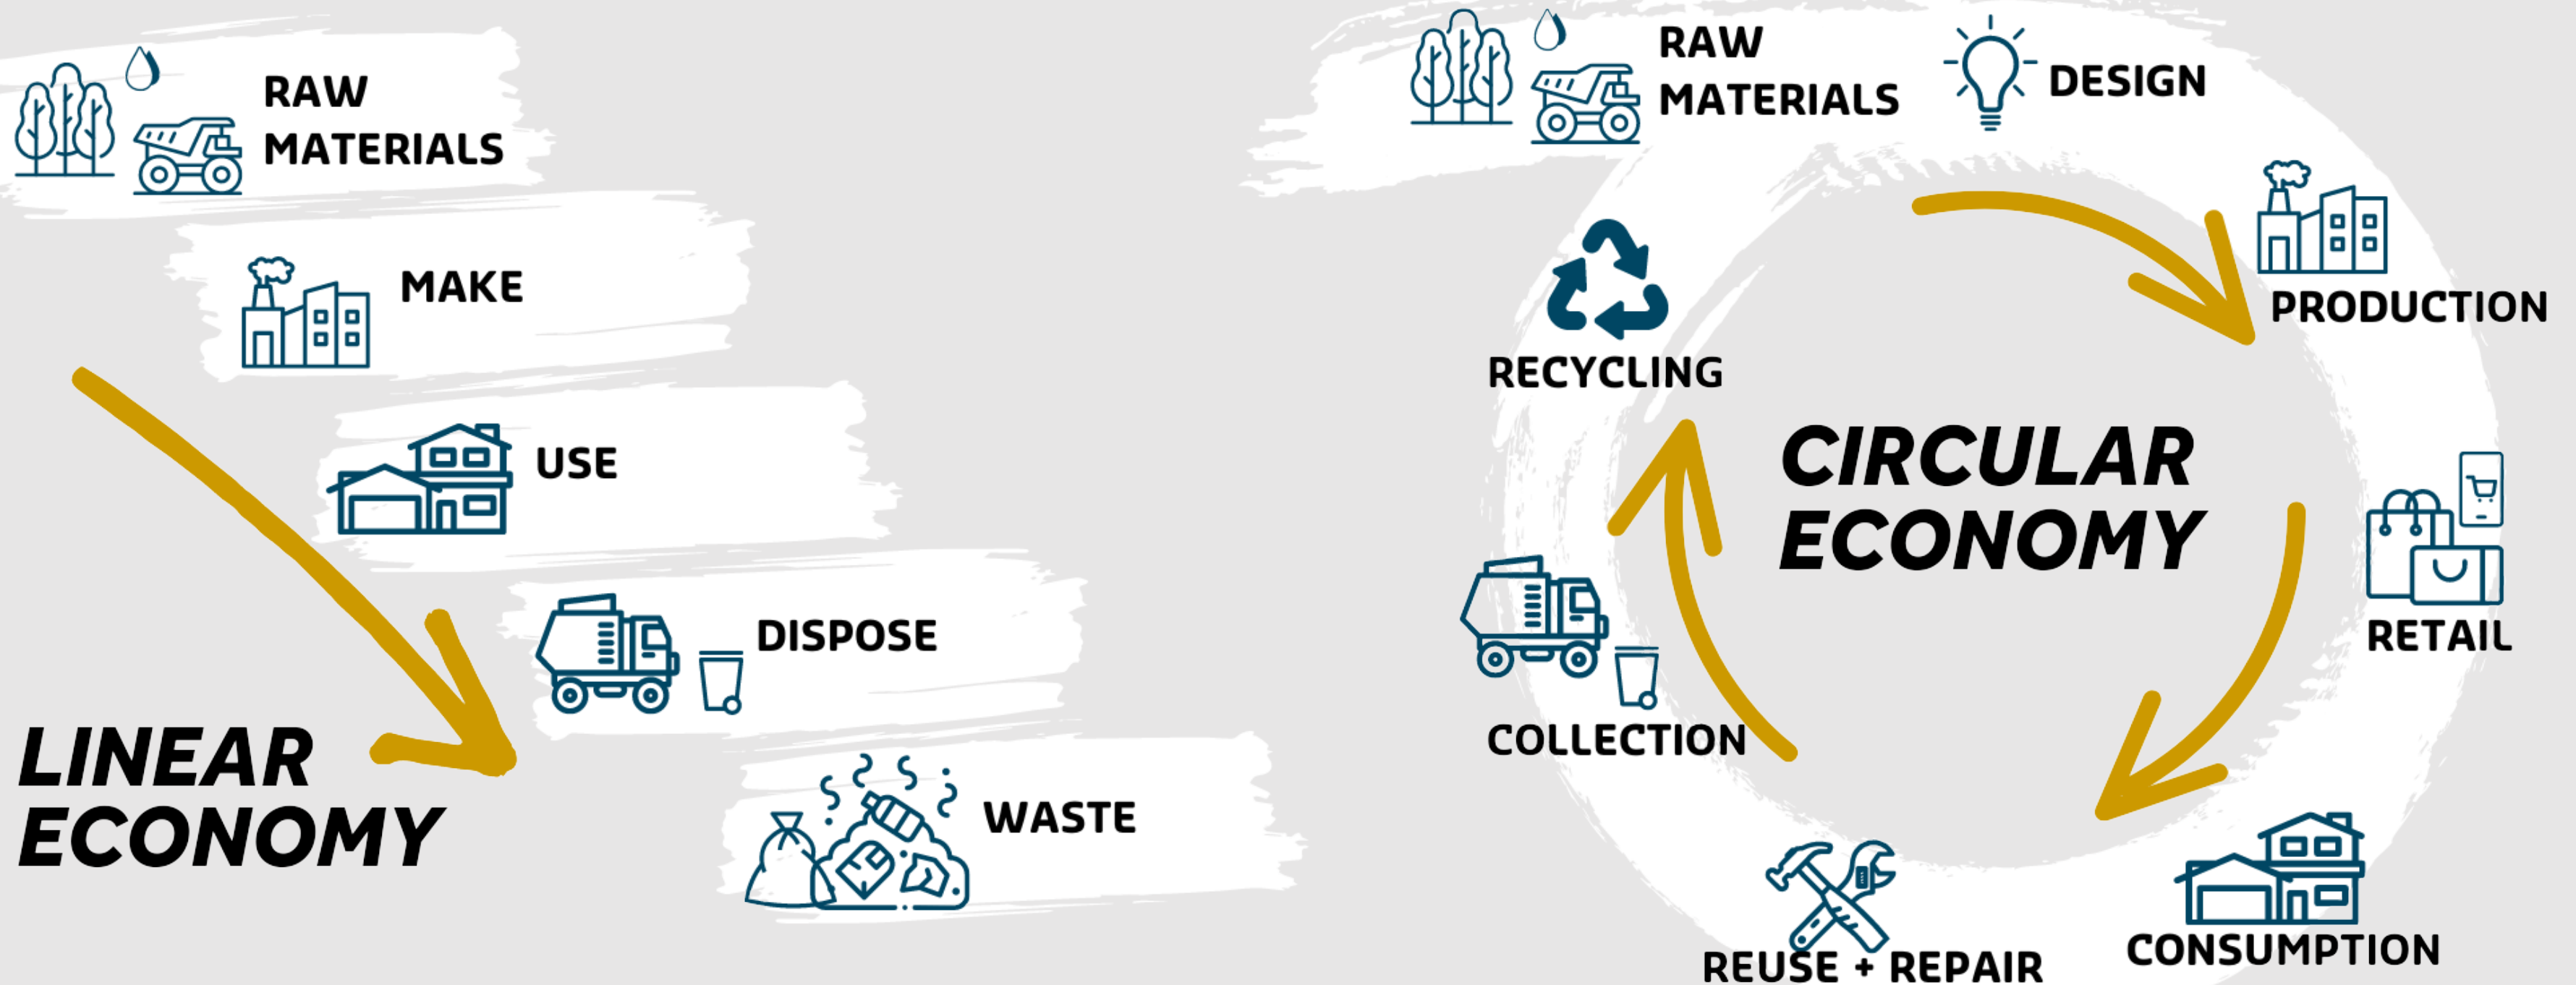 RAW
MATERIALS
MAKE
USE
DISPOSE
WASTE
LINEAR
ECONOMY
RAW
MATERIALS
DESIGN
PRODUCTION
RETAIL
CONSUMPTION
REUSE + REPAIR
COLLECTION
RECYCLING
CIRCULAR
ECONOMY